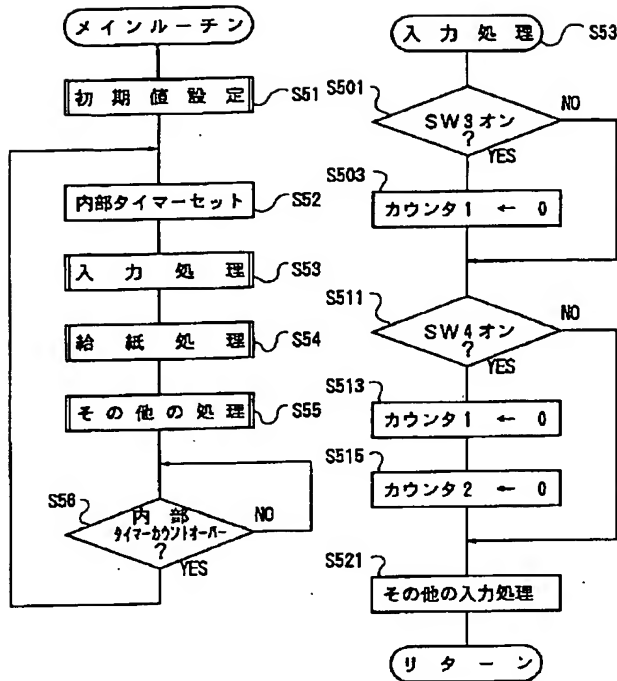 メインルーチン
初期値設定 S51
内部タイマーセット S52
入力処理 S53
給紙処理 S54
その他の処理 S55
S56
内部
タイマーカウントオーバー
?
NO
YES
入力処理 S53
S501
SW3オン
?
NO
YES
S503
カウンタ1 ← 0
S511
SW4オン
?
NO
YES
S513
カウンタ1 ← 0
S515
カウンタ2 ← 0
S521
その他の入力処理
リターン